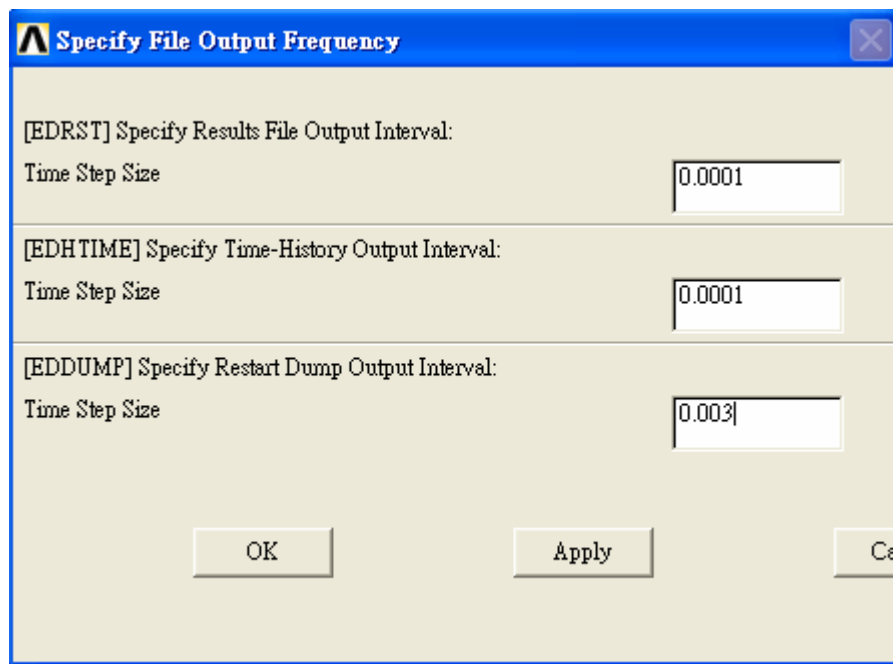 Specify File Output Frequency
[EDRST] Specify Results File Output Interval:
Time Step Size 0.0001
[EDHTIME] Specify Time-History Output Interval:
Time Step Size 0.0001
[EDDUMP] Specify Restart Dump Output Interval:
Time Step Size 0.003
OK Apply Ca